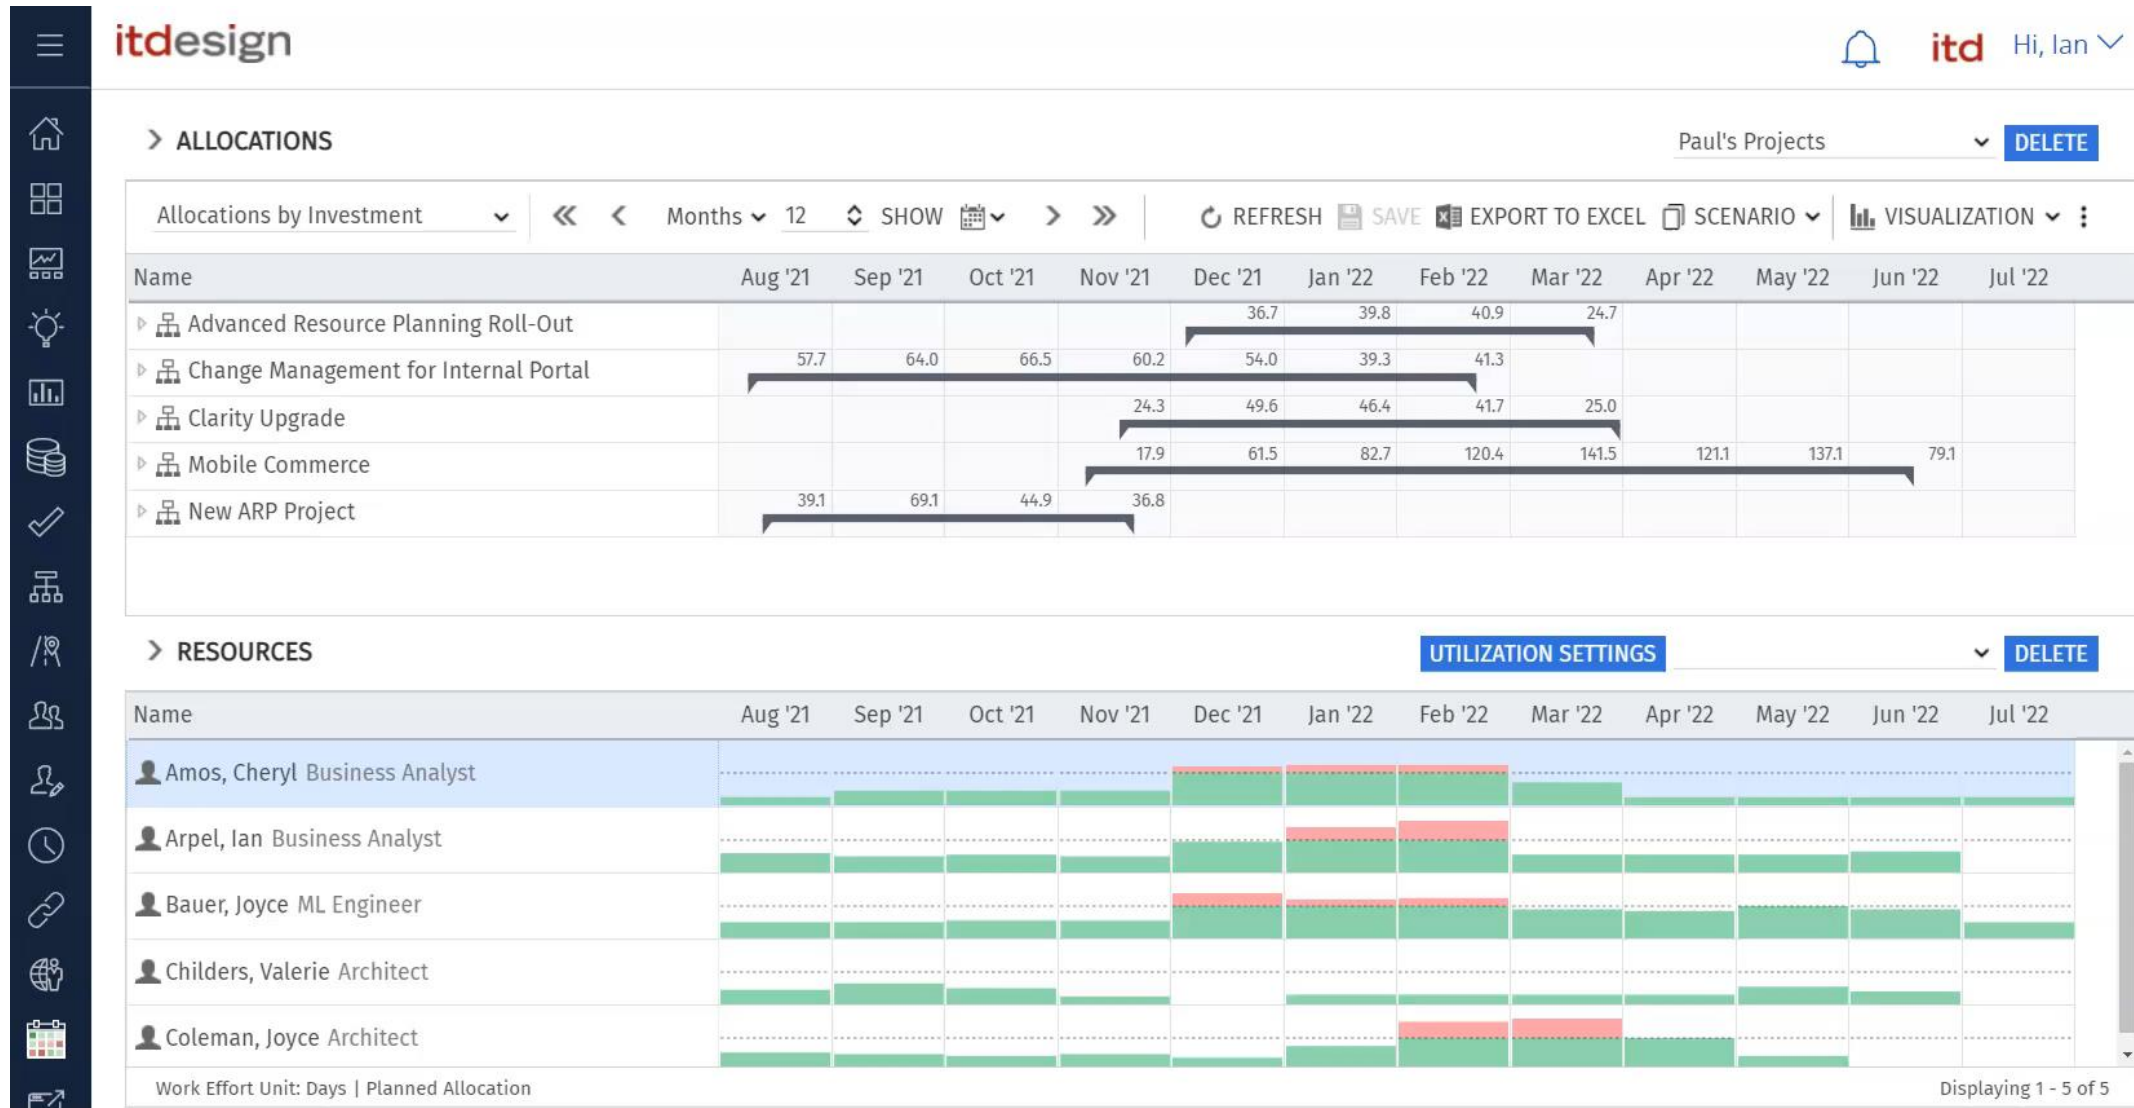 itdesign
itd Hi, Ian
ALLOCATIONS Paul's Projects DELETE
Allocations by Investment Months 12 SHOW REFRESH SAVE EXPORT TO EXCEL SCENARIO VISUALIZATION
Name Aug '21 Sep '21 Oct '21 Nov '21 Dec '21 Jan '22 Feb '22 Mar '22 Apr '22 May '22 Jun '22 Jul '22
Advanced Resource Planning Roll-Out 36.7 39.8 40.9 24.7
Change Management for Internal Portal 57.7 64.0 66.5 60.2 54.0 39.3 41.3
Clarity Upgrade 24.3 49.6 46.4 41.7 25.0
Mobile Commerce 17.9 61.5 82.7 120.4 141.5 121.1 137.1 79.1
New ARP Project 39.1 69.1 44.9 36.8
RESOURCES UTILIZATION SETTINGS DELETE
Name Aug '21 Sep '21 Oct '21 Nov '21 Dec '21 Jan '22 Feb '22 Mar '22 Apr '22 May '22 Jun '22 Jul '22
Amos, Cheryl Business Analyst
Arpel, Ian Business Analyst
Bauer, Joyce ML Engineer
Childers, Valerie Architect
Coleman, Joyce Architect
Work Effort Unit: Days | Planned Allocation Displaying 1 - 5 of 5